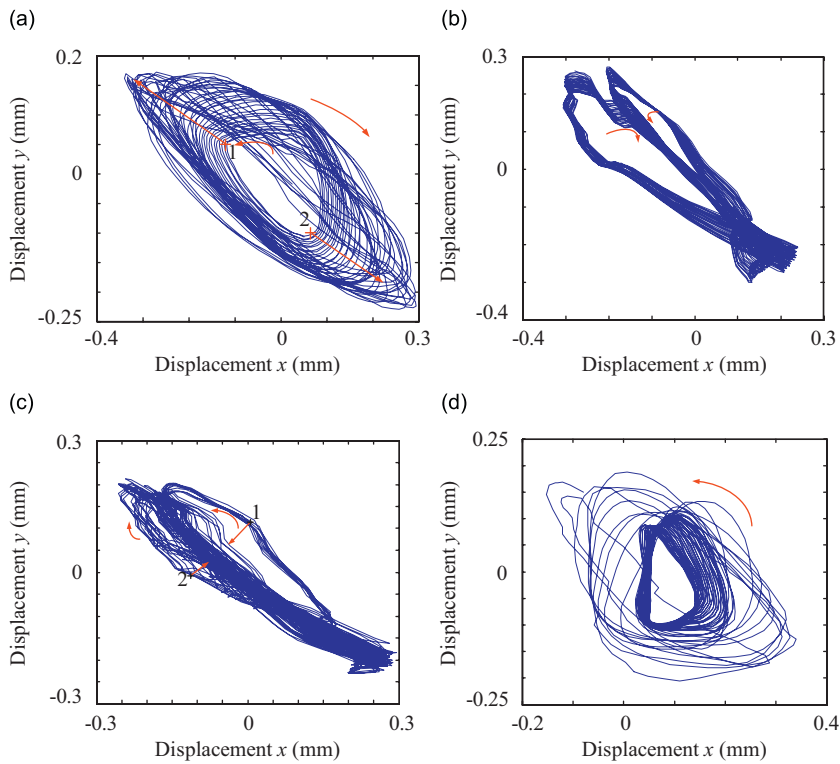 (a)
0.2
Displacement y (mm)
0
-0.25
-0.4
0
0.3
Displacement x (mm)
1
2
(b)
0.3
Displacement y (mm)
0
-0.4
-0.4
0
0.3
Displacement x (mm)
(c)
0.3
Displacement y (mm)
0
-0.3
-0.3
0
0.3
Displacement x (mm)
1
2
(d)
0.25
Displacement y (mm)
0
-0.25
-0.2
0
0.4
Displacement x (mm)